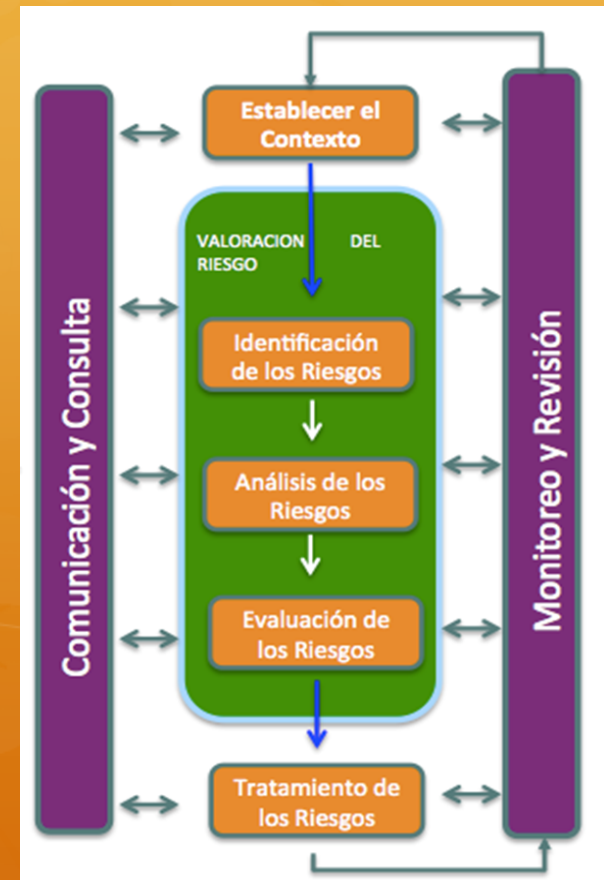 Establecer el
Contexto
VALORACION DEL
RIESGO
Identificación
de los Riesgos
Análisis de los
Riesgos
Evaluación de
los Riesgos
Tratamiento de
los Riesgos
Comunicación y Consulta
Monitoreo y Revisión